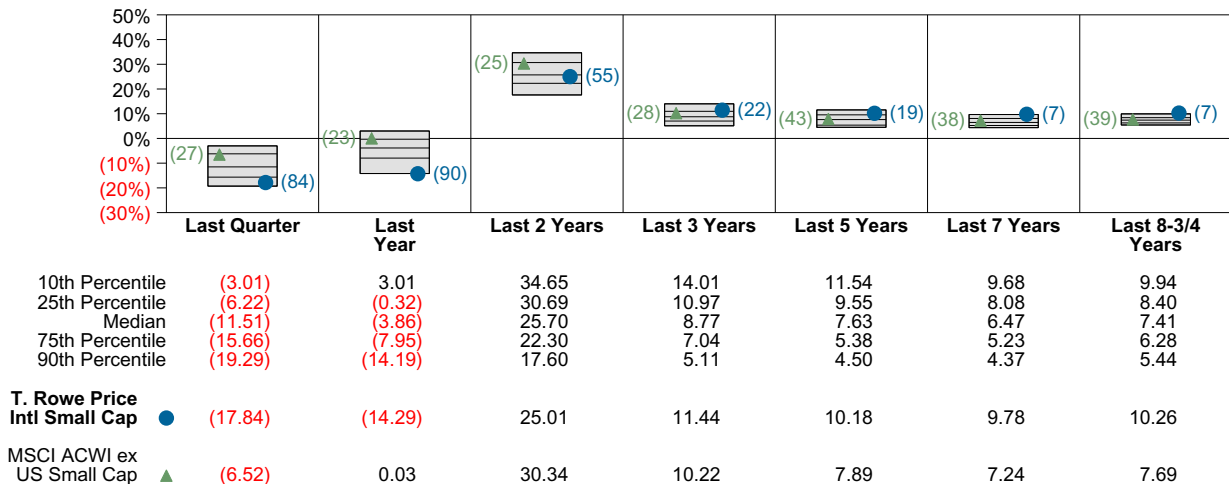 50%
40%
30%
20%
10%
0%
(10%)
(20%)
(30%)
(27) (84)
(23) (90)
(25) (55)
(28) (22)
(43) (19)
(38) (7)
(39) (7)
Last Quarter Last Year Last 2 Years Last 3 Years Last 5 Years Last 7 Years Last 8-3/4 Years
10th Percentile (3.01) 3.01 34.65 14.01 11.54 9.68 9.94
25th Percentile (6.22) (0.32) 30.69 10.97 9.55 8.08 8.40
Median (11.51) (3.86) 25.70 8.77 7.63 6.47 7.41
75th Percentile (15.66) (7.95) 22.30 7.04 5.38 5.23 6.28
90th Percentile (19.29) (14.19) 17.60 5.11 4.50 4.37 5.44
T. Rowe Price
Intl Small Cap (17.84) (14.29) 25.01 11.44 10.18 9.78 10.26
MSCI ACWI ex
US Small Cap (6.52) 0.03 30.34 10.22 7.89 7.24 7.69